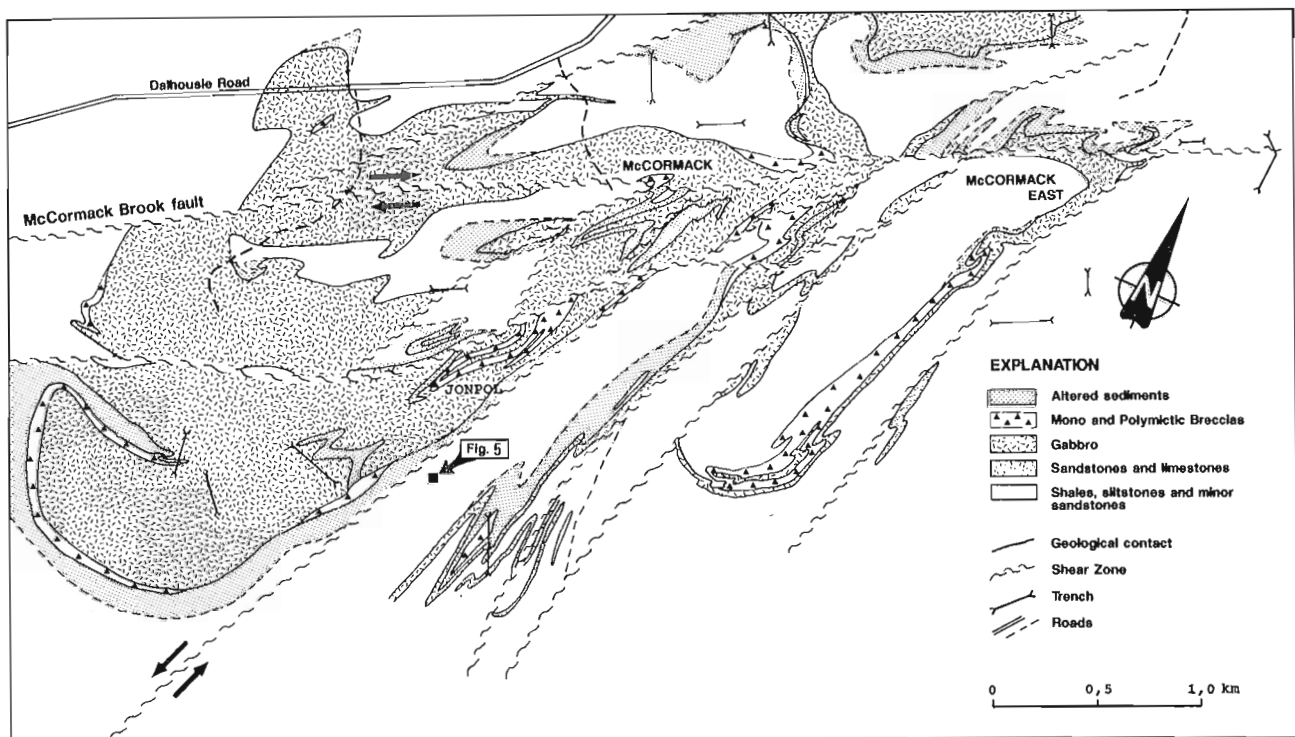 Dalhousie Road
McCORMACK
McCORMACK
EAST
McCormack Brook fault
JONPOL
Fig. 5
N
EXPLANATION
Altered sediments
Mono and Polymictic Breccias
Gabbro
Sandstones and limestones
Shales, siltstones and minor
sandstones
Geological contact
Shear Zone
Trench
Roads
0 0,5 1,0 km